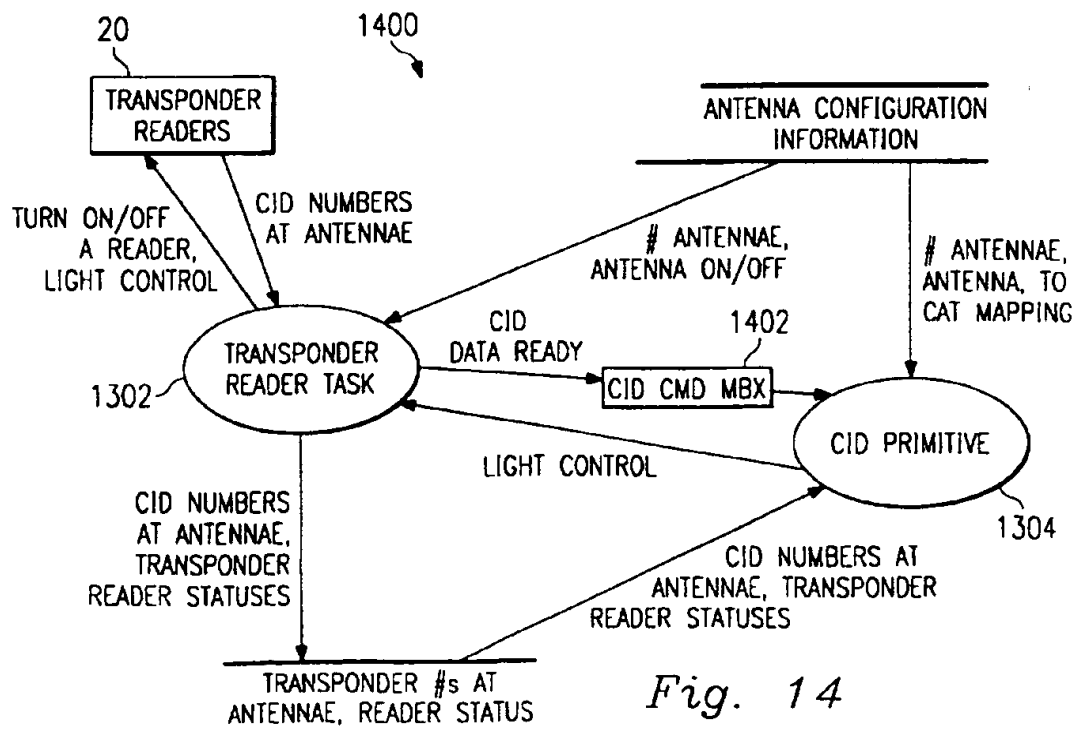 20
1400
TRANSPONDER
READERS
ANTENNA CONFIGURATION
INFORMATION
TURN ON/OFF
A READER,
LIGHT CONTROL
CID NUMBERS
AT ANTENNAE
# ANTENNAE,
ANTENNA ON/OFF
# ANTENNAE,
ANTENNA, TO
CAT MAPPING
TRANSPONDER
READER TASK
1302
CID
DATA READY
1402
CID CMD MBX
CID PRIMITIVE
1304
LIGHT CONTROL
CID NUMBERS
AT ANTENNAE,
TRANSPONDER
READER STATUSES
CID NUMBERS AT
ANTENNAE, TRANSPONDER
READER STATUSES
TRANSPONDER #s AT
ANTENNAE, READER STATUS
Fig. 14